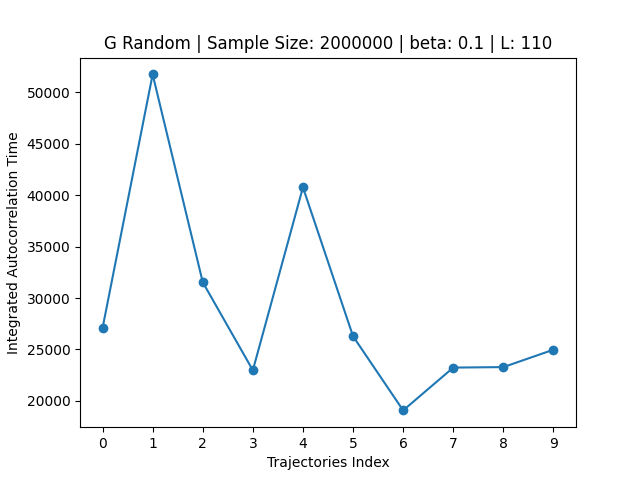 G Random | Sample Size: 2000000 | beta: 0.1 | L: 110
Integrated Autocorrelation Time
50000
45000
40000
35000
30000
25000
20000
0 1 2 3 4 5 6 7 8 9
Trajectories Index